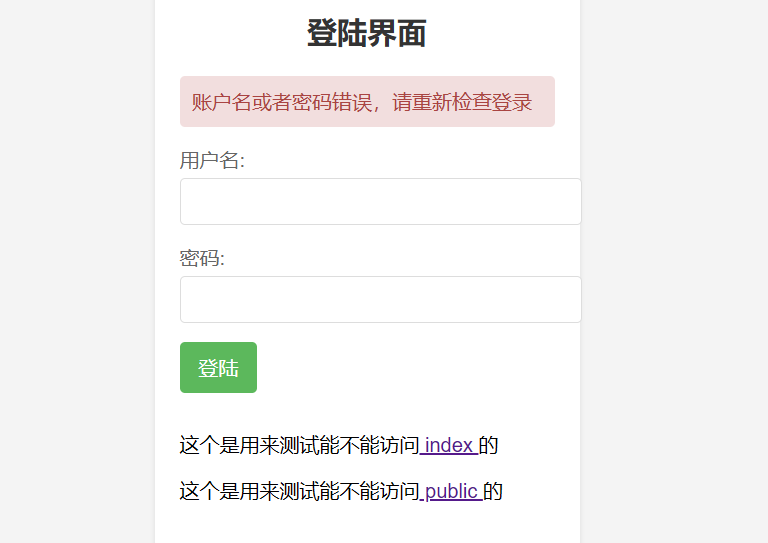 登陆界面
账户名或者密码错误，请重新检查登录
用户名:
密码:
登陆
这个是用来测试能不能访问 index 的
这个是用来测试能不能访问 public 的